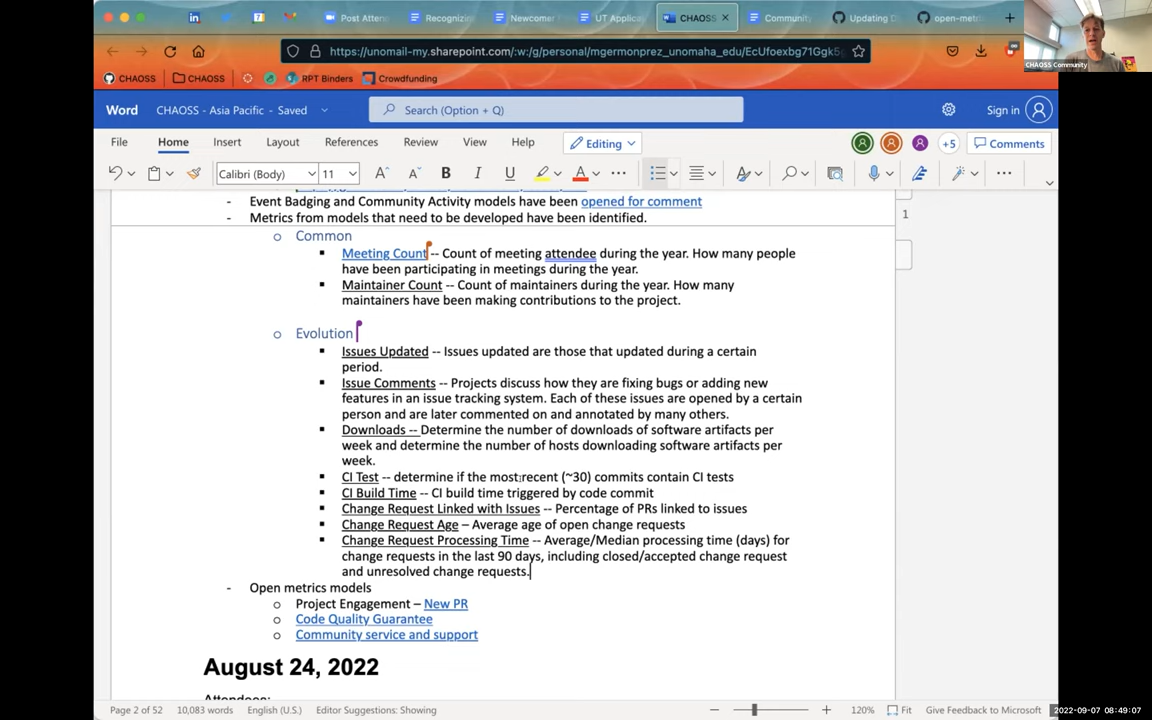 Post Atten
Recognizin
Newcomer
UT Applica
CHAOSS
Community
Updating D
open-metri
https://unomail-my.sharepoint.com/:w:/g/personal/mgermonprez_unomaha_edu/EcUfoexbg71Ggk5
CHAOSS Community
CHAOSS
CHAOSS
RPT Binders
Crowdfunding
Word
CHAOSS - Asia Pacific - Saved
Search (Option + Q)
Sign in
File
Home
Insert
Layout
References
Review
View
Help
Editing
+5
Comments
Calibri (Body)
11
- Event Badging and Community Activity models have been opened for comment
- Metrics from models that need to be developed have been identified.
1
o Common
▪ Meeting Count -- Count of meeting attendee during the year. How many people
have been participating in meetings during the year.
▪ Maintainer Count -- Count of maintainers during the year. How many
maintainers have been making contributions to the project.
o Evolution
▪ Issues Updated -- Issues updated are those that updated during a certain
period.
▪ Issue Comments -- Projects discuss how they are fixing bugs or adding new
features in an issue tracking system. Each of these issues are opened by a certain
person and are later commented on and annotated by many others.
▪ Downloads -- Determine the number of downloads of software artifacts per
week and determine the number of hosts downloading software artifacts per
week.
▪ CI Test -- determine if the most recent (~30) commits contain CI tests
▪ CI Build Time -- CI build time triggered by code commit
▪ Change Request Linked with Issues -- Percentage of PRs linked to issues
▪ Change Request Age – Average age of open change requests
▪ Change Request Processing Time -- Average/Median processing time (days) for
change requests in the last 90 days, including closed/accepted change request
and unresolved change requests.
- Open metrics models
o Project Engagement – New PR
o Code Quality Guarantee
o Community service and support
August 24, 2022
Attendees:
Page 2 of 52
10,083 words
English (U.S.)
Editor Suggestions: Showing
120%
Fit
Give Feedback to Microsoft
2022-09-07 08:49:07